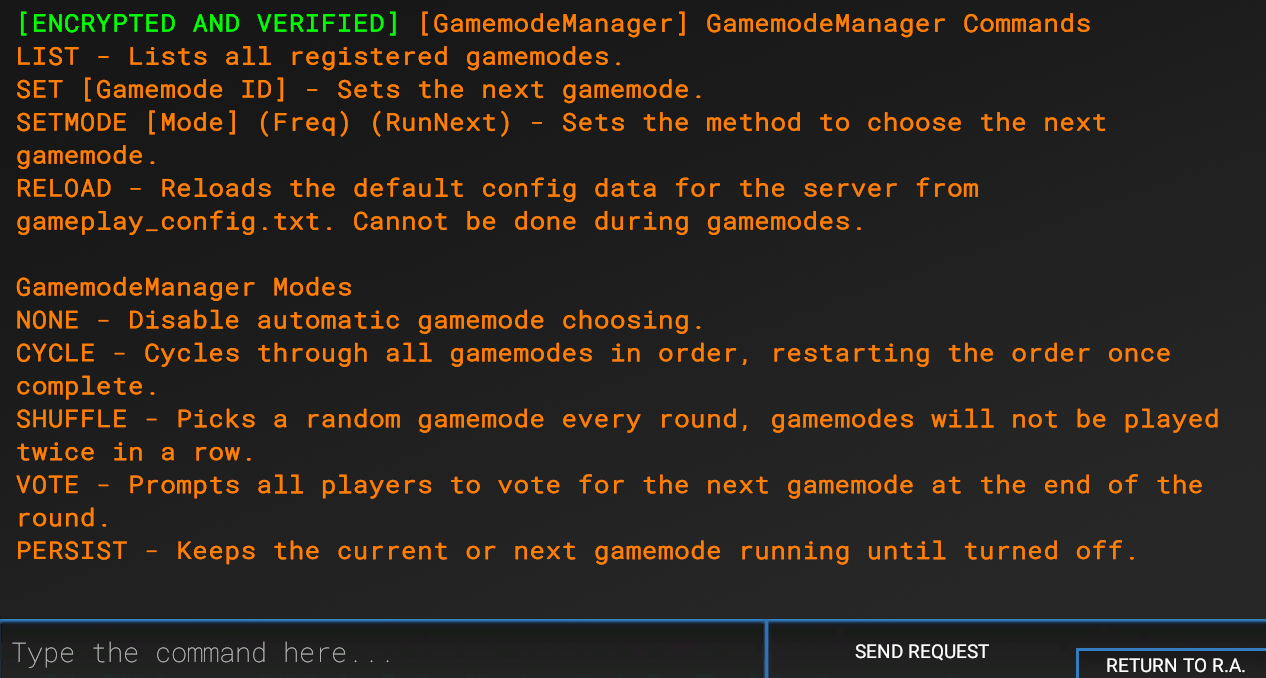 [ENCRYPTED AND VERIFIED] [GamemodeManager] GamemodeManager Commands
LIST - Lists all registered gamemodes.
SET [Gamemode ID] - Sets the next gamemode.
SETMODE [Mode] (Freq) (RunNext) - Sets the method to choose the next
gamemode.
RELOAD - Reloads the default config data for the server from
gameplay_config.txt. Cannot be done during gamemodes.
GamemodeManager Modes
NONE - Disable automatic gamemode choosing.
CYCLE - Cycles through all gamemodes in order, restarting the order once
complete.
SHUFFLE - Picks a random gamemode every round, gamemodes will not be played
twice in a row.
VOTE - Prompts all players to vote for the next gamemode at the end of the
round.
PERSIST - Keeps the current or next gamemode running until turned off.
Type the command here...
SEND REQUEST
RETURN TO R.A.